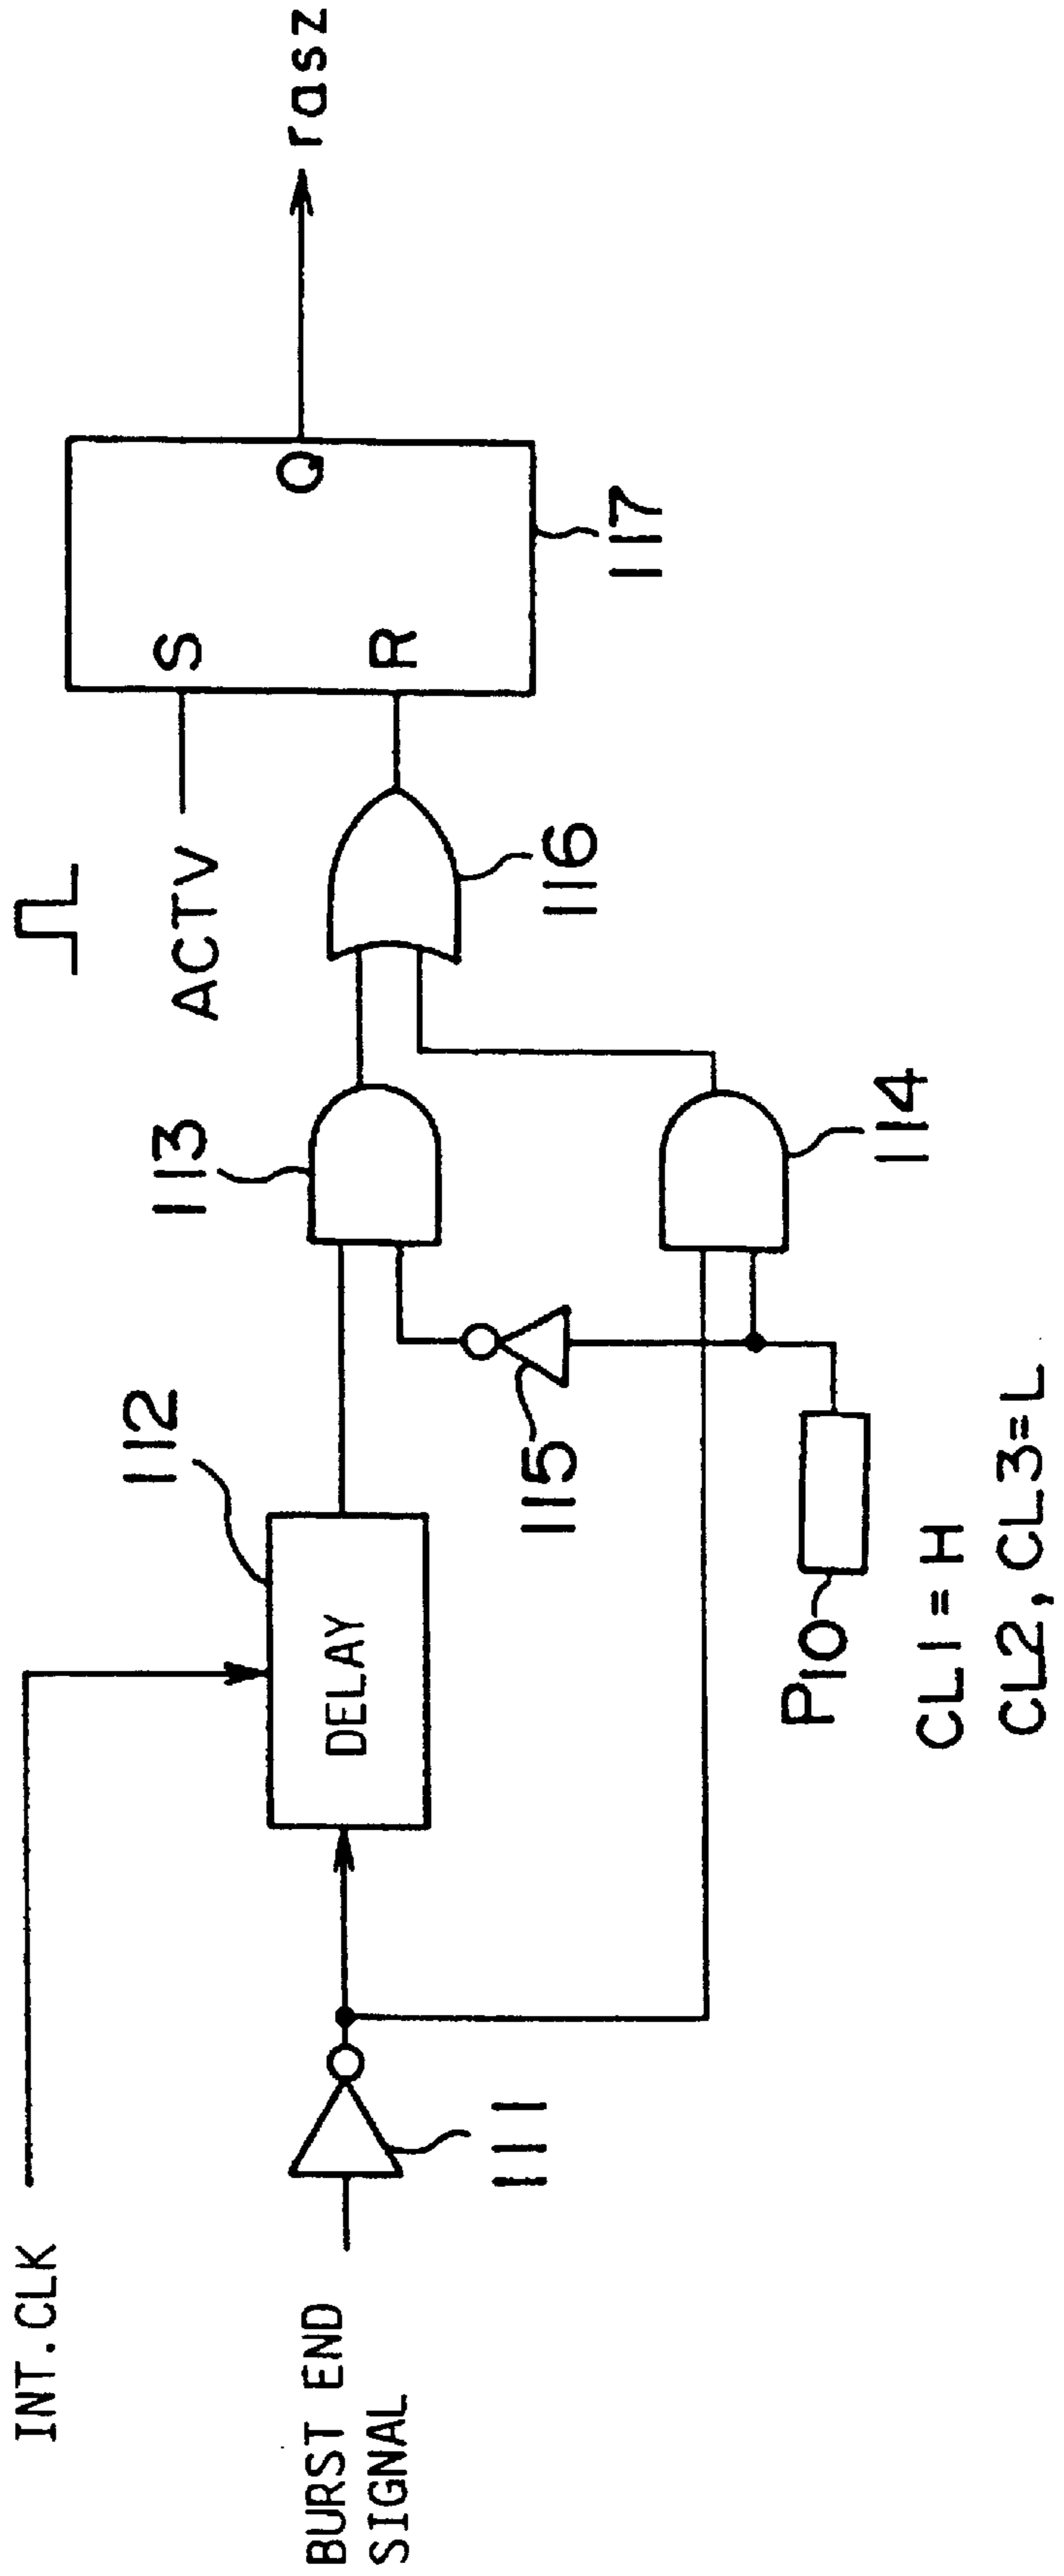 INT.CLK
BURST END
SIGNAL
111
112
DELAY
113
115
114
P10
CL1 = H
CL2, CL3 = L
116
ACTV
S
R
Q
117
rasz